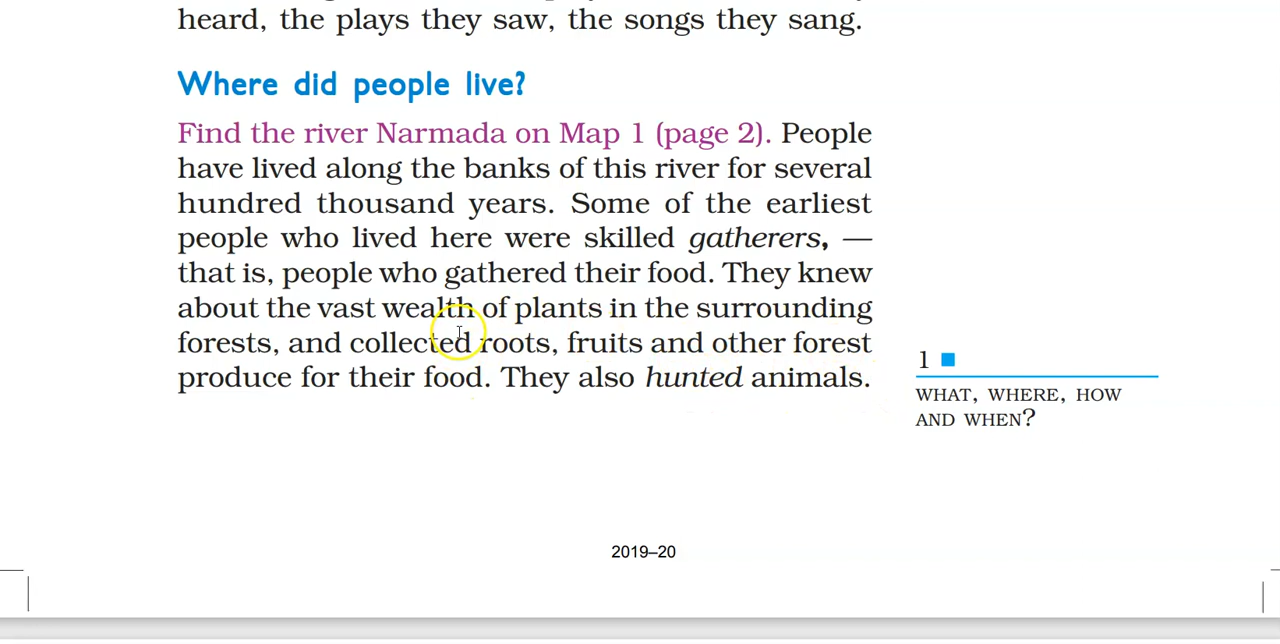 heard, the plays they saw, the songs they sang.
Where did people live?
Find the river Narmada on Map 1 (page 2). People
have lived along the banks of this river for several
hundred thousand years. Some of the earliest
people who lived here were skilled gatherers, —
that is, people who gathered their food. They knew
about the vast wealth of plants in the surrounding
forests, and collected roots, fruits and other forest
produce for their food. They also hunted animals.
1 ■
WHAT, WHERE, HOW
AND WHEN?
2019–20